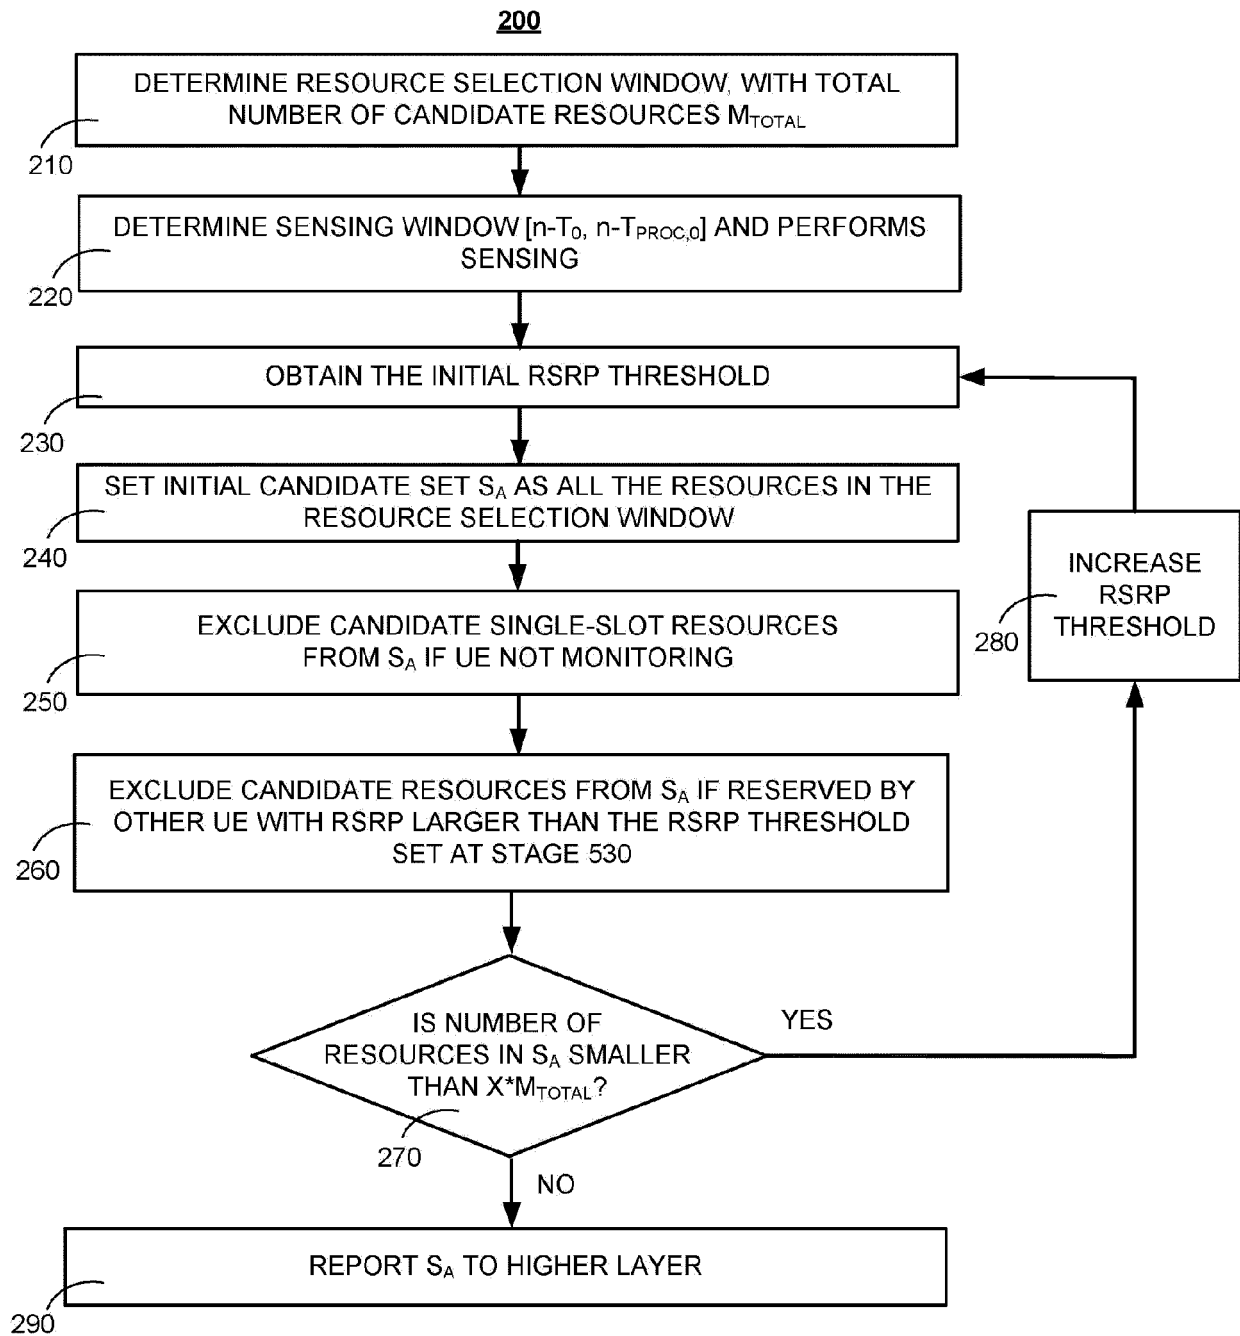 200
DETERMINE RESOURCE SELECTION WINDOW, WITH TOTAL
NUMBER OF CANDIDATE RESOURCES MTOTAL
210
DETERMINE SENSING WINDOW [n-T0, n-TPROC,0] AND PERFORMS
SENSING
220
OBTAIN THE INITIAL RSRP THRESHOLD
230
SET INITIAL CANDIDATE SET SA AS ALL THE RESOURCES IN THE
RESOURCE SELECTION WINDOW
240
INCREASE
RSRP
THRESHOLD
280
EXCLUDE CANDIDATE SINGLE-SLOT RESOURCES
FROM SA IF UE NOT MONITORING
250
EXCLUDE CANDIDATE RESOURCES FROM SA IF RESERVED BY
OTHER UE WITH RSRP LARGER THAN THE RSRP THRESHOLD
SET AT STAGE 530
260
IS NUMBER OF
RESOURCES IN SA SMALLER
THAN X*MTOTAL?
270
YES
NO
REPORT SA TO HIGHER LAYER
290